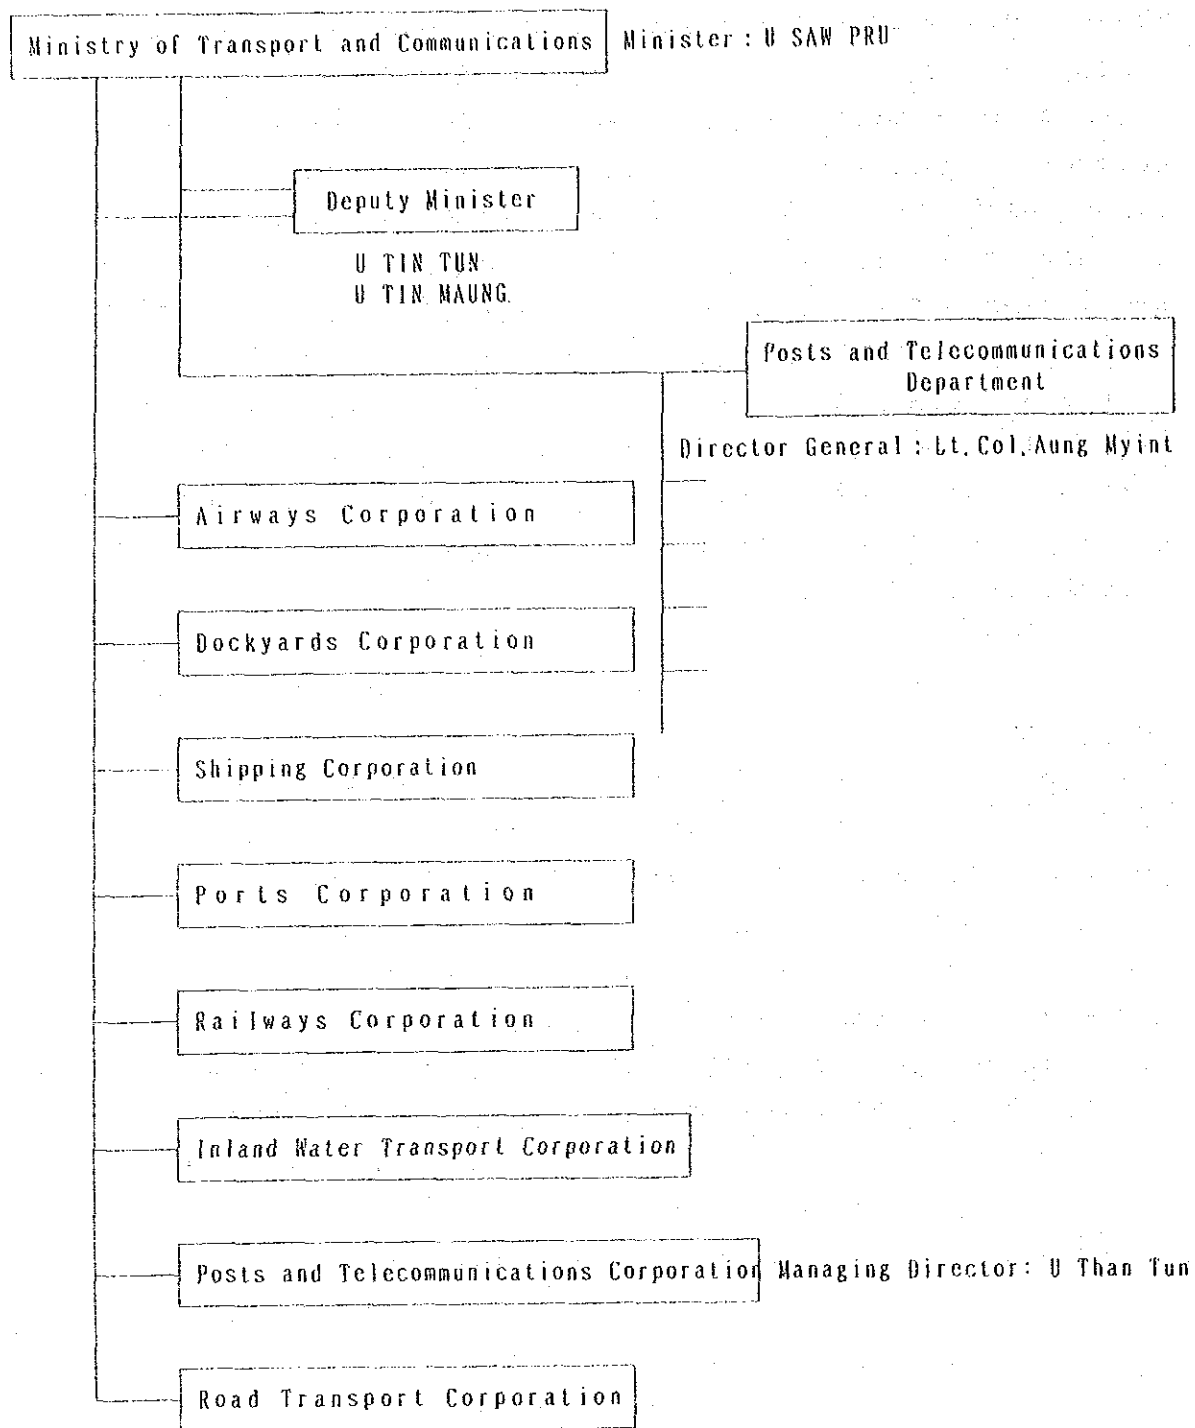 Ministry of Transport and Communications Minister : U SAW PRU
Deputy Minister
U TIN TUN
U TIN MAUNG
Posts and Telecommunications
Department
Director General : Lt. Col. Aung Myint
Airways Corporation
Dockyards Corporation
Shipping Corporation
Ports Corporation
Railways Corporation
Inland Water Transport Corporation
Posts and Telecommunications Corporation Managing Director: U Than Tun
Road Transport Corporation